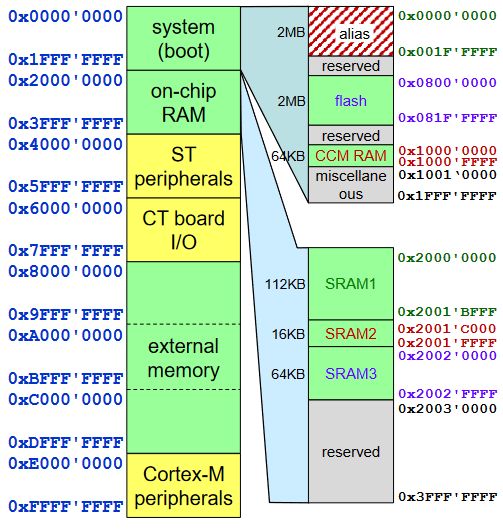 0x0000'0000
0x1FFF'FFFF
system
(boot)
0x2000'0000
0x3FFF'FFFF
on-chip
RAM
0x4000'0000
0x5FFF'FFFF
ST
peripherals
0x6000'0000
0x7FFF'FFFF
CT board
I/O
0x8000'0000
0x9FFF'FFFF
0xA000'0000
0xBFFF'FFFF
external
memory
0xC000'0000
0xDFFF'FFFF
0xE000'0000
0xFFFF'FFFF
Cortex-M
peripherals
2MB
alias
0x0000'0000
0x001F'FFFF
reserved
2MB
flash
0x0800'0000
0x081F'FFFF
reserved
64KB
CCM RAM
0x1000'0000
0x1000'FFFF
miscellane
ous
0x1001'0000
0x1FFF'FFFF
112KB
SRAM1
0x2000'0000
0x2001'BFFF
16KB
SRAM2
0x2001'C000
0x2001'FFFF
64KB
SRAM3
0x2002'0000
0x2002'FFFF
reserved
0x2003'0000
0x3FFF'FFFF